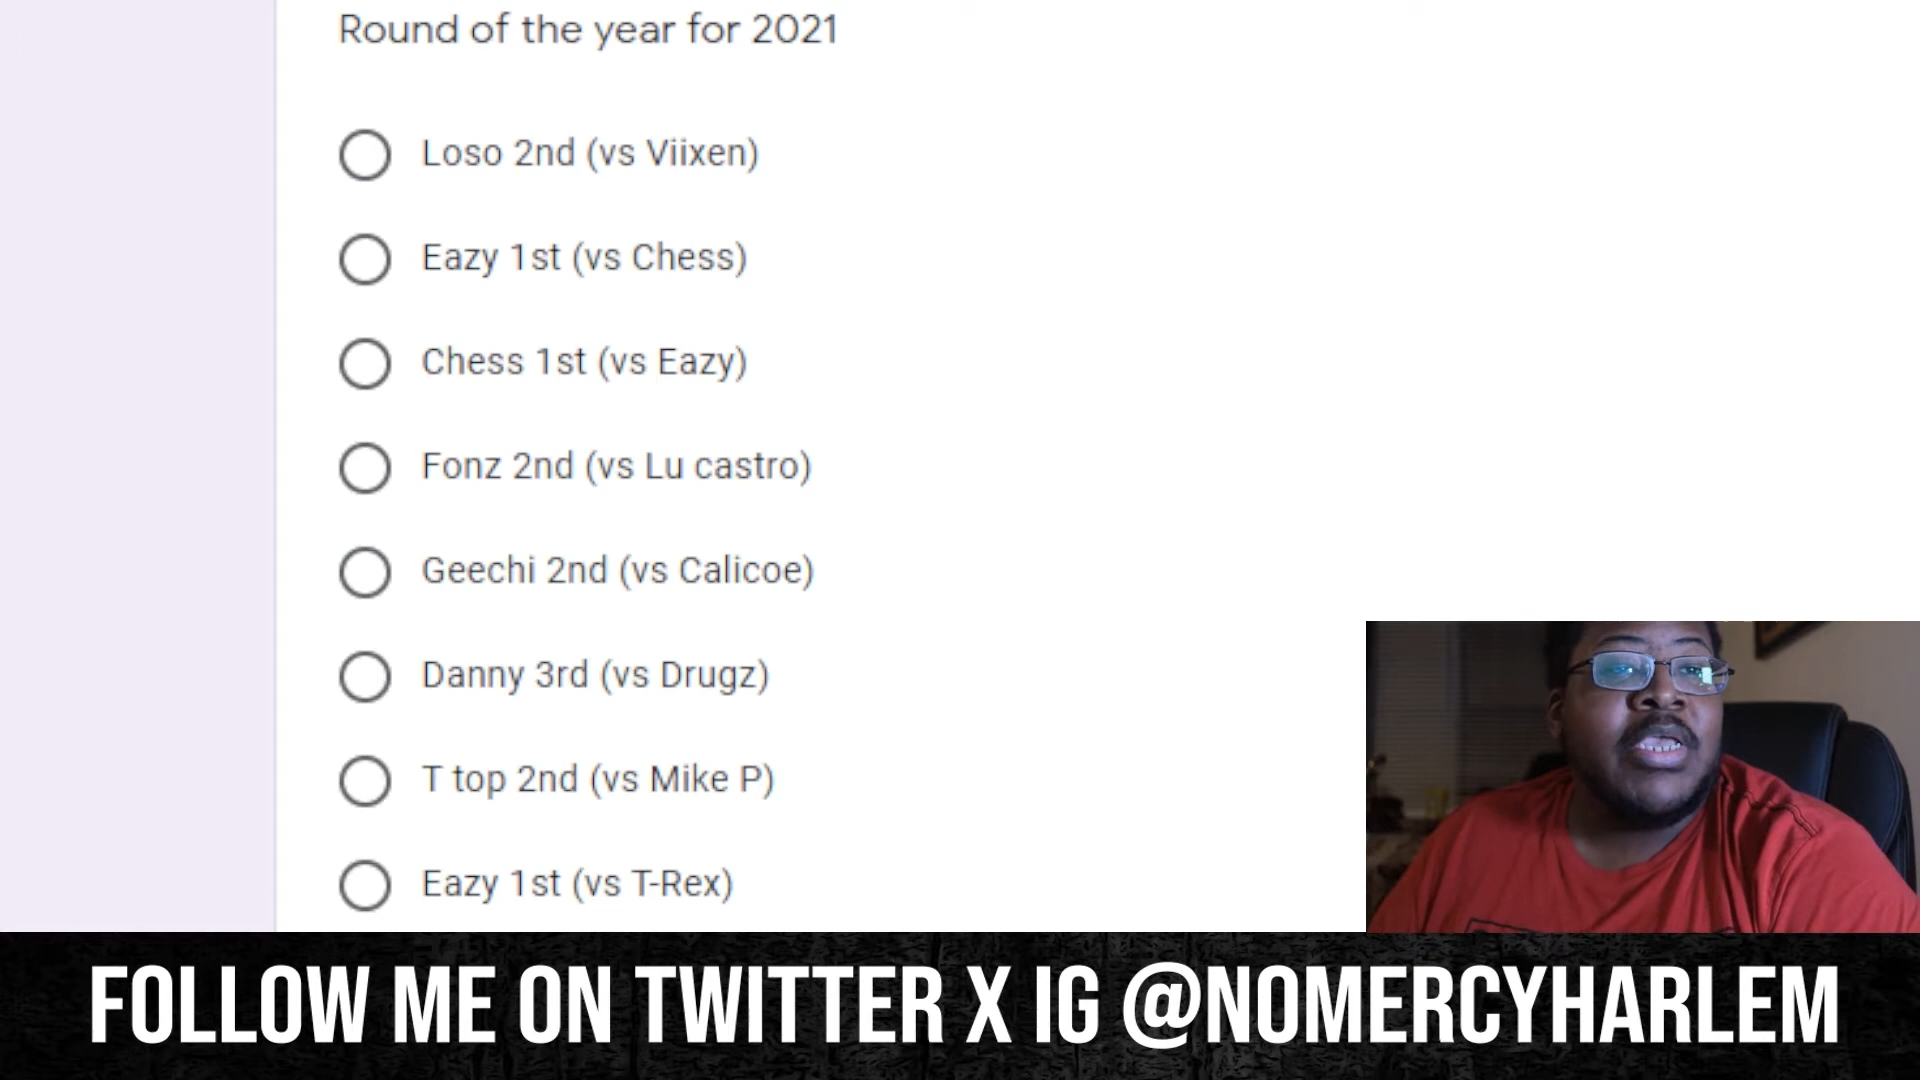 Round of the year for 2021
Loso 2nd (vs Viixen)
Eazy 1st (vs Chess)
Chess 1st (vs Eazy)
Fonz 2nd (vs Lu castro)
Geechi 2nd (vs Calicoe)
Danny 3rd (vs Drugz)
T top 2nd (vs Mike P)
Eazy 1st (vs T-Rex)
FOLLOW ME ON TWITTER X IG @NOMERCYHARLEM